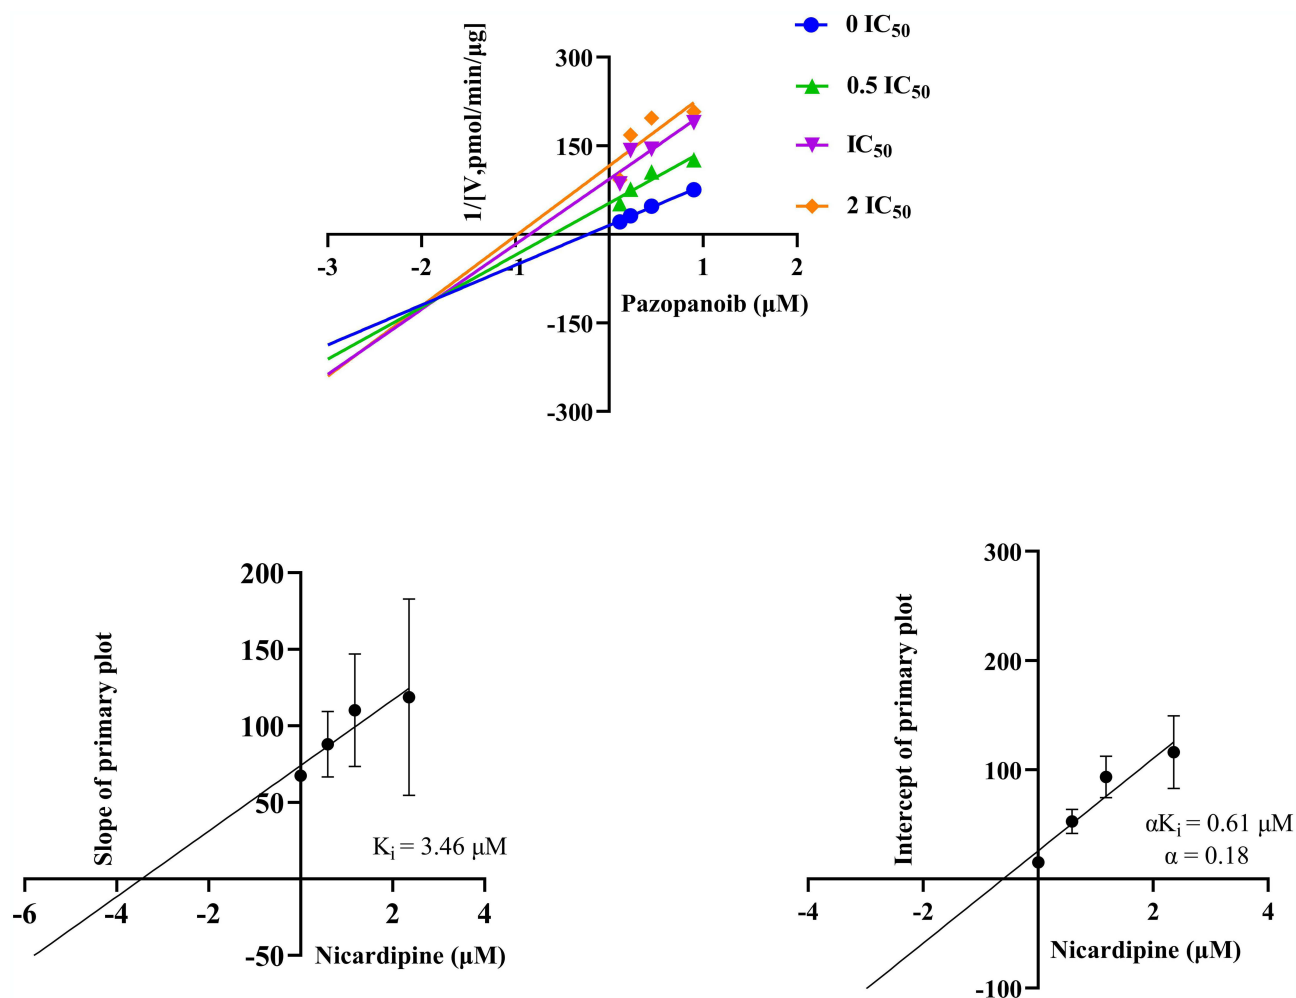 1/[V,pmol/min/µg]
300
150
-150
-300
-3
-2
-1
1
2
Pazopanoib (µM)
0 IC50
0.5 IC50
IC50
2 IC50
Slope of primary plot
200
150
100
50
-50
-6
-4
-2
2
4
Ki = 3.46 µM
Nicardipine (µM)
Intercept of primary plot
300
200
100
-100
-4
-2
2
4
αKi = 0.61 µM
α = 0.18
Nicardipine (µM)